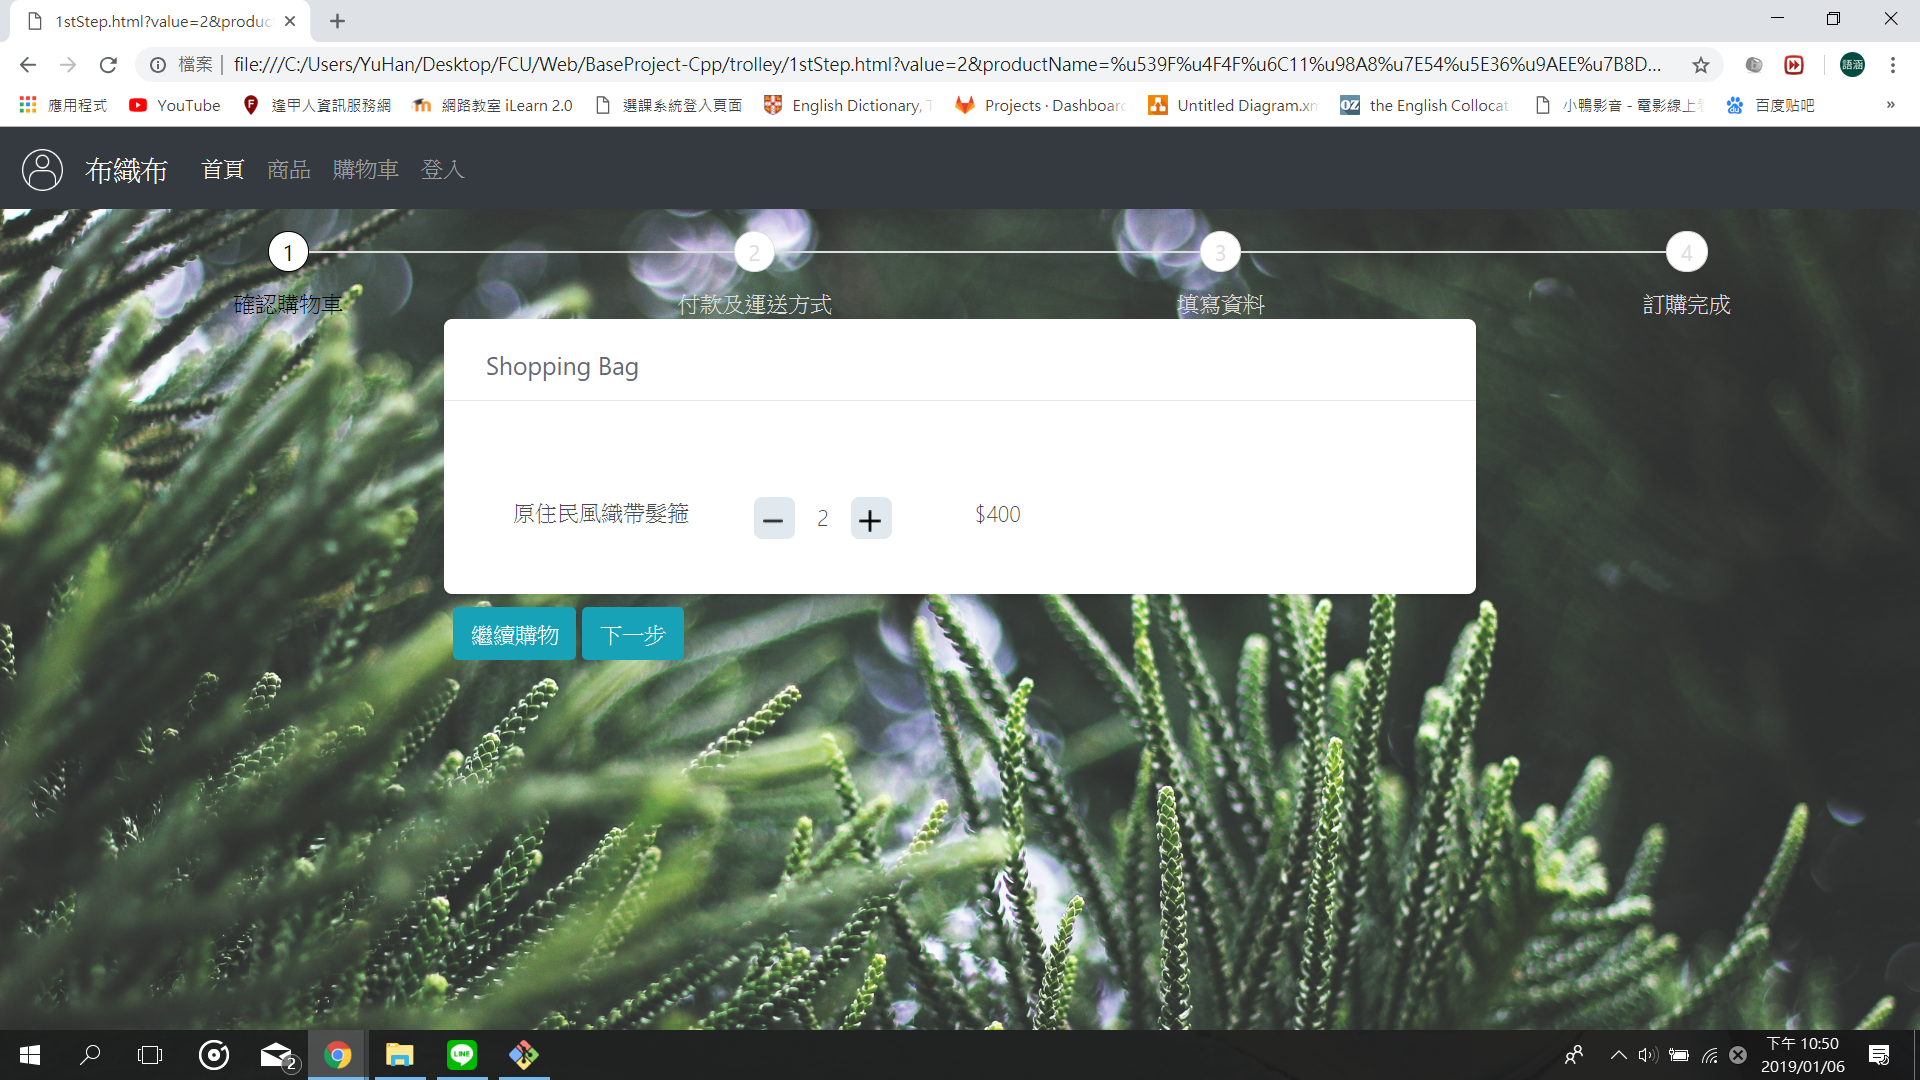 1stStep.html?value=2&produc
檔案
file:///C:/Users/YuHan/Desktop/FCU/Web/BaseProject-Cpp/trolley/1stStep.html?value=2&productName=%u539F%u4F4F%u6C11%u98A8%u7E54%u5E36%u9AEE%u7B8D...
語涵
應用程式 YouTube 逢甲人資訊服務網 網路教室 iLearn 2.0 選課系統登入頁面 English Dictionary, Projects · Dashboard Untitled Diagram.xm OZ the English Collocat 小鴨影音 - 電影線上 百度贴吧 »
布織布 首頁 商品 購物車 登入
1 2 3 4
確認購物車 付款及運送方式 填寫資料 訂購完成
Shopping Bag
原住民風織帶髮箍 2 $400
繼續購物 下一步
2
LINE
下午 10:50
2019/01/06